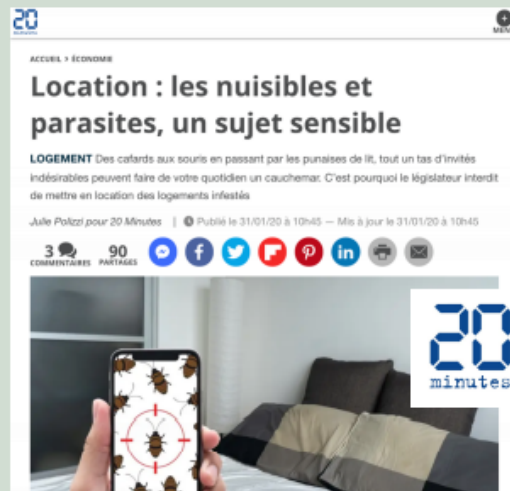 20
minutes
MENU
ACCUEIL > ÉCONOMIE
Location : les nuisibles et
parasites, un sujet sensible
LOGEMENT Des cafards aux souris en passant par les punaises de lit, tout un tas d'invités
indésirables peuvent faire de votre quotidien un cauchemar. C'est pourquoi le législateur interdit
de mettre en location des logements infestés
Julie Polizzi pour 20 Minutes | Publié le 31/01/20 à 10h45 — Mis à jour le 31/01/20 à 10h45
3 90
COMMENTAIRES PARTAGES
20
minutes